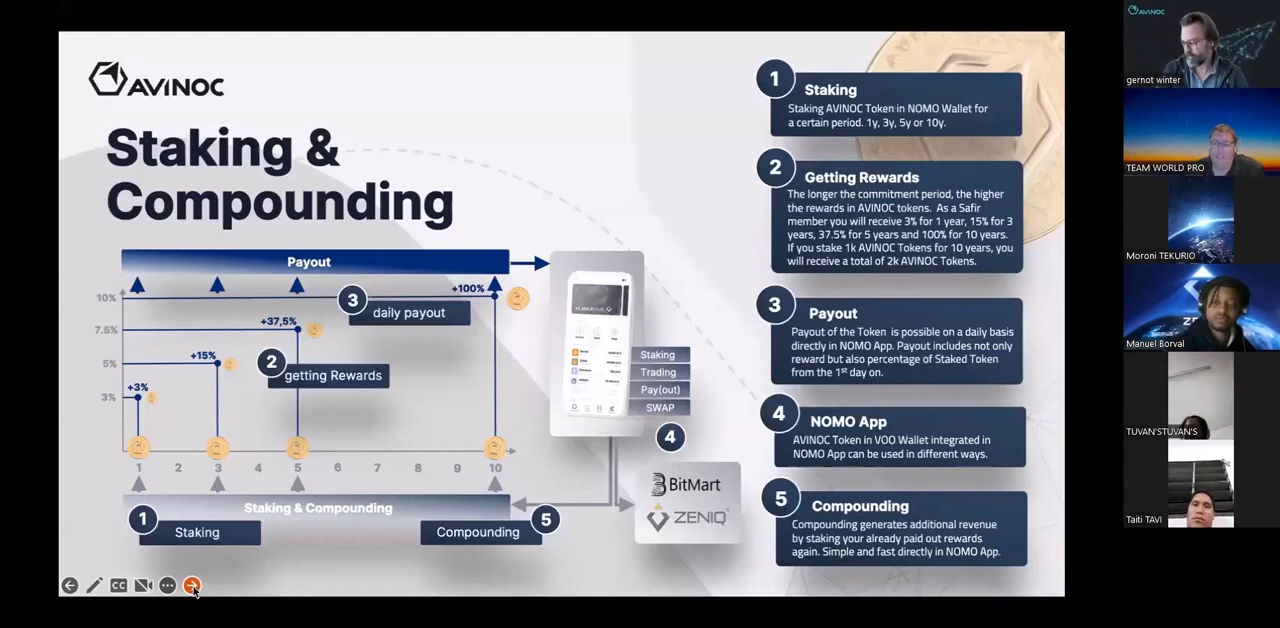 AVINOC
Staking &
Compounding
Payout
10%
7.5%
5%
3%
+3%
+15%
+37,5%
+100%
3
daily payout
2
getting Rewards
1 2 3 4 5 6 7 8 9 10
Staking & Compounding
1
Staking
Compounding
5
Staking
Trading
Pay(out)
SWAP
4
BitMart
ZENIQ
1
Staking
Staking AVINOC Token in NOMO Wallet for
a certain period. 1y, 3y, 5y or 10y.
2
Getting Rewards
The longer the commitment period, the higher
the rewards in AVINOC tokens. As a Safir
member you will receive 3% for 1 year, 15% for 3
years, 37.5% for 5 years and 100% for 10 years.
If you stake 1k AVINOC Tokens for 10 years, you
will receive a total of 2k AVINOC Tokens.
3
Payout
Payout of the Token is possible on a daily basis
directly in NOMO App. Payout includes not only
reward but also percentage of Staked Token
from the 1st day on.
4
NOMO App
AVINOC Token in VOO Wallet integrated in
NOMO App can be used in different ways.
5
Compounding
Compounding generates additional revenue
by staking your already paid out rewards
again. Simple and fast directly in NOMO App.
CC
AVINOC
gernot winter
TEAM WORLD PRO
Moroni TEKURIO
Manuel Borval
TUVAN'STUVAN'S
Taiti TAVI